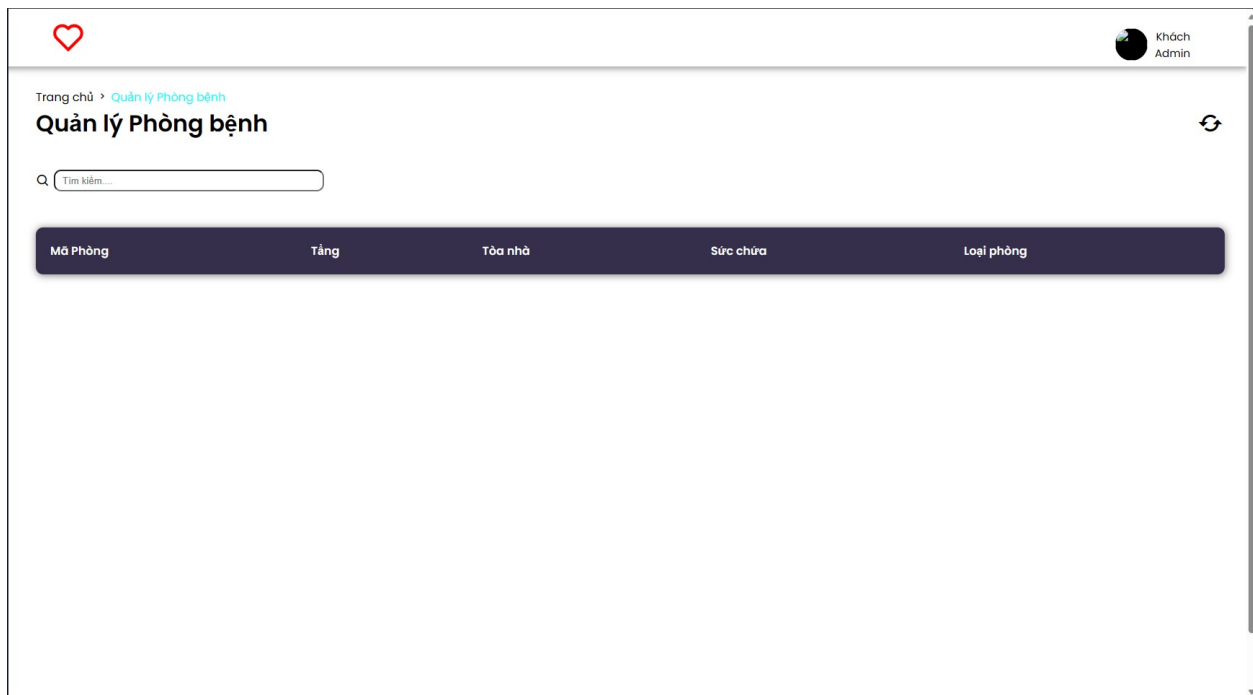 Khách
Admin
Trang chủ > Quản lý Phòng bệnh
Quản lý Phòng bệnh
Tìm kiếm....
Mã Phòng Tầng Tòa nhà Sức chứa Loại phòng